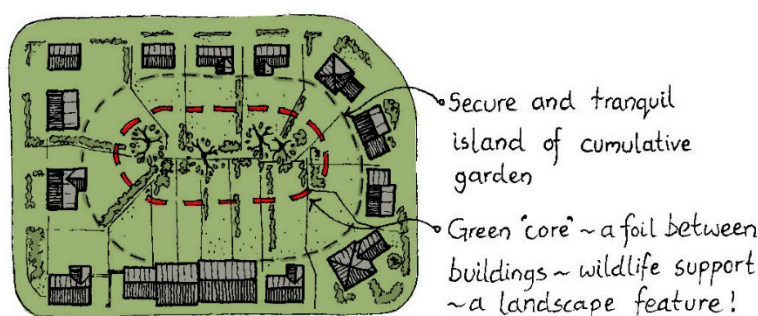 Secure and tranquil
island of cumulative
garden
Green "core" ~ a foil between
buildings ~ wildlife support
~ a landscape feature!